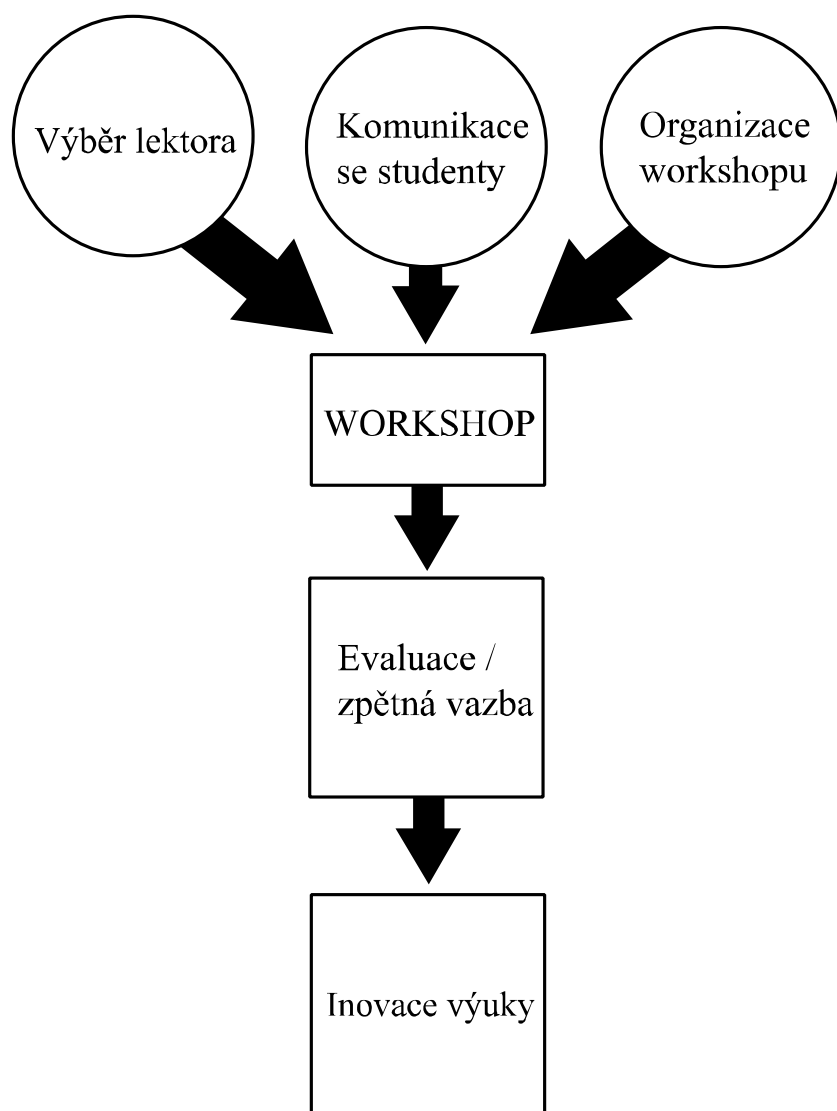 Výběr lektora
Komunikace
se studenty
Organizace
workshopu
WORKSHOP
Evaluace /
zpětná vazba
Inovace výuky